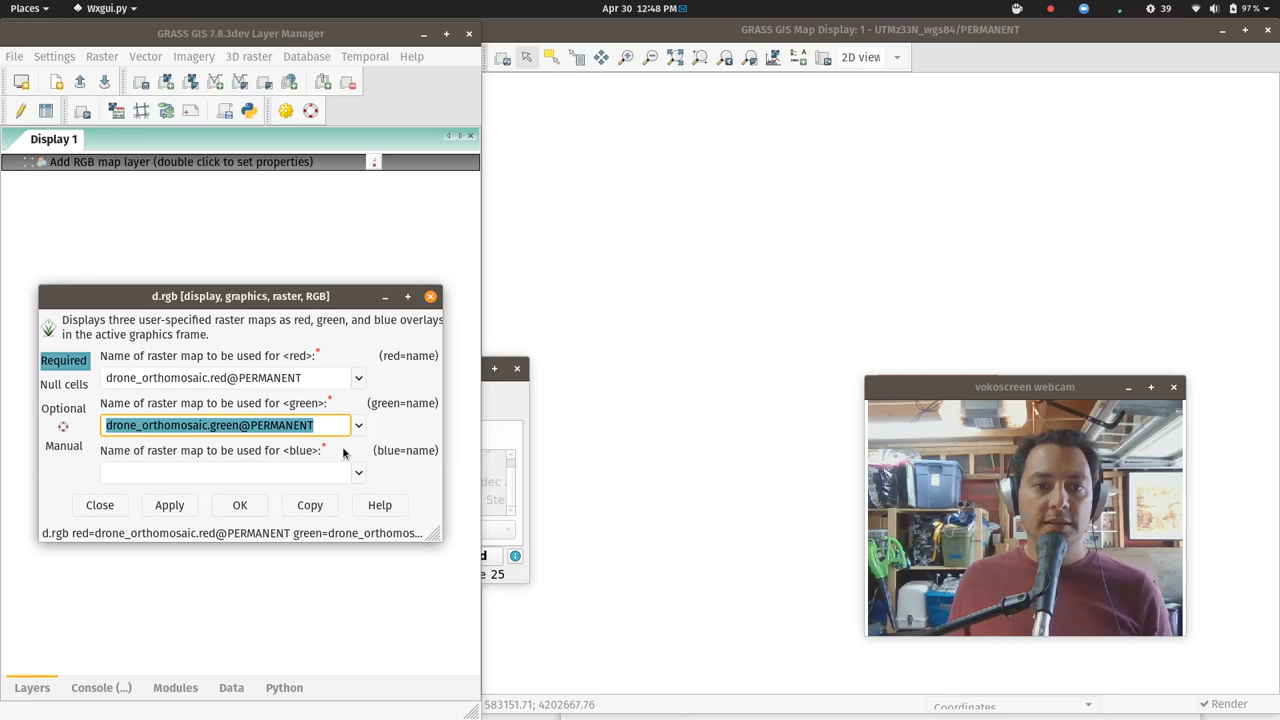 Places
Wxgui.py
Apr 30 12:48 PM
39
97 %
GRASS GIS 7.8.3dev Layer Manager
GRASS GIS Map Display: 1 - UTMz33N_wgs84/PERMANENT
File Settings Raster Vector Imagery 3D raster Database Temporal Help
2D view
Display 1
Add RGB map layer (double click to set properties)
d.rgb [display, graphics, raster, RGB]
Displays three user-specified raster maps as red, green, and blue overlays
in the active graphics frame.
Required
Null cells
Optional
Manual
Name of raster map to be used for <red>:* (red=name)
drone_orthomosaic.red@PERMANENT
Name of raster map to be used for <green>:* (green=name)
drone_orthomosaic.green@PERMANENT
Name of raster map to be used for <blue>:* (blue=name)
Close Apply OK Copy Help
d.rgb red=drone_orthomosaic.red@PERMANENT green=drone_orthomos...
dec
Ste
d
e 25
vokoscreen webcam
Layers Console (...) Modules Data Python
583151.71; 4202667.76
Coordinates
Render